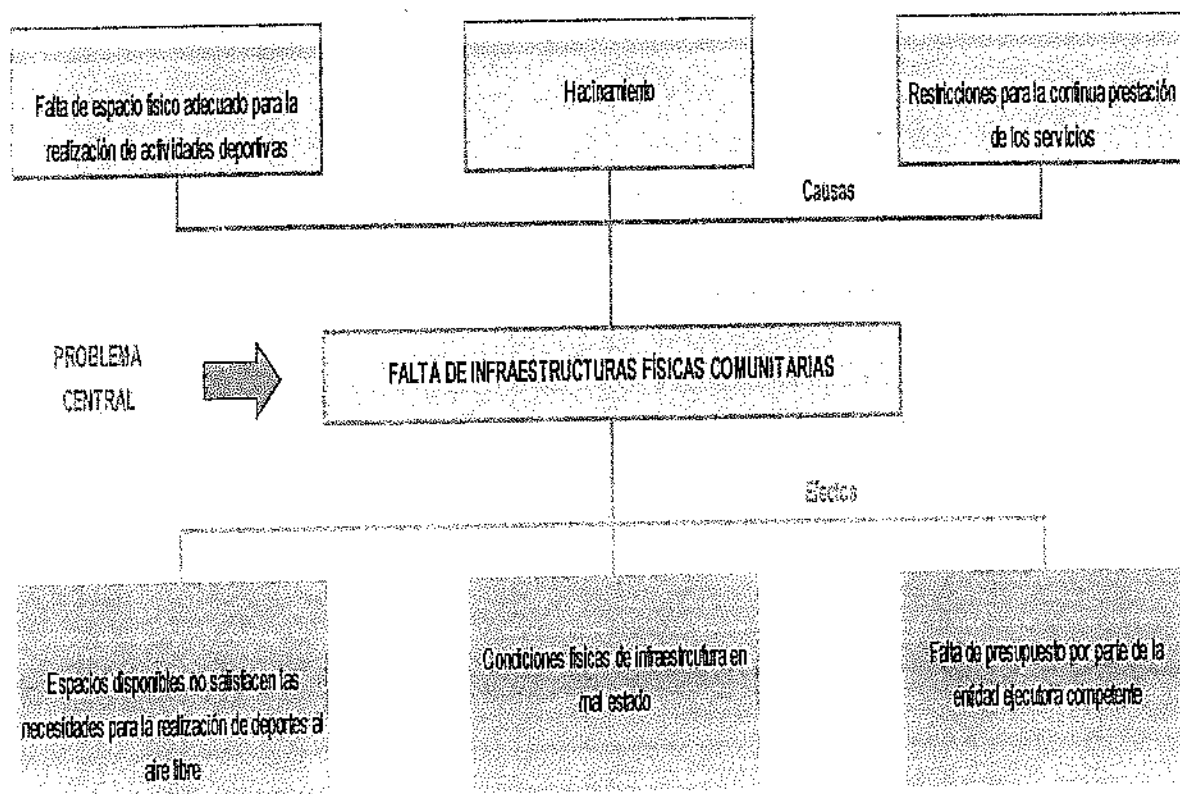 Falta de espacio físico adecuado para la
realización de actividades deportivas
Hacinamiento
Restricciones para la continua prestación
de los servicios
Causas
PROBLEMA
CENTRAL
FALTA DE INFRAESTRUCTURAS FÍSICAS COMUNITARIAS
Efectos
Espacios disponibles no satisfacen las
necesidades para la realización de deportes al
aire libre
Condiciones físicas de infraestrcutura en
mal estado
Falta de presupuesto por parte de la
entidad ejecutora competente